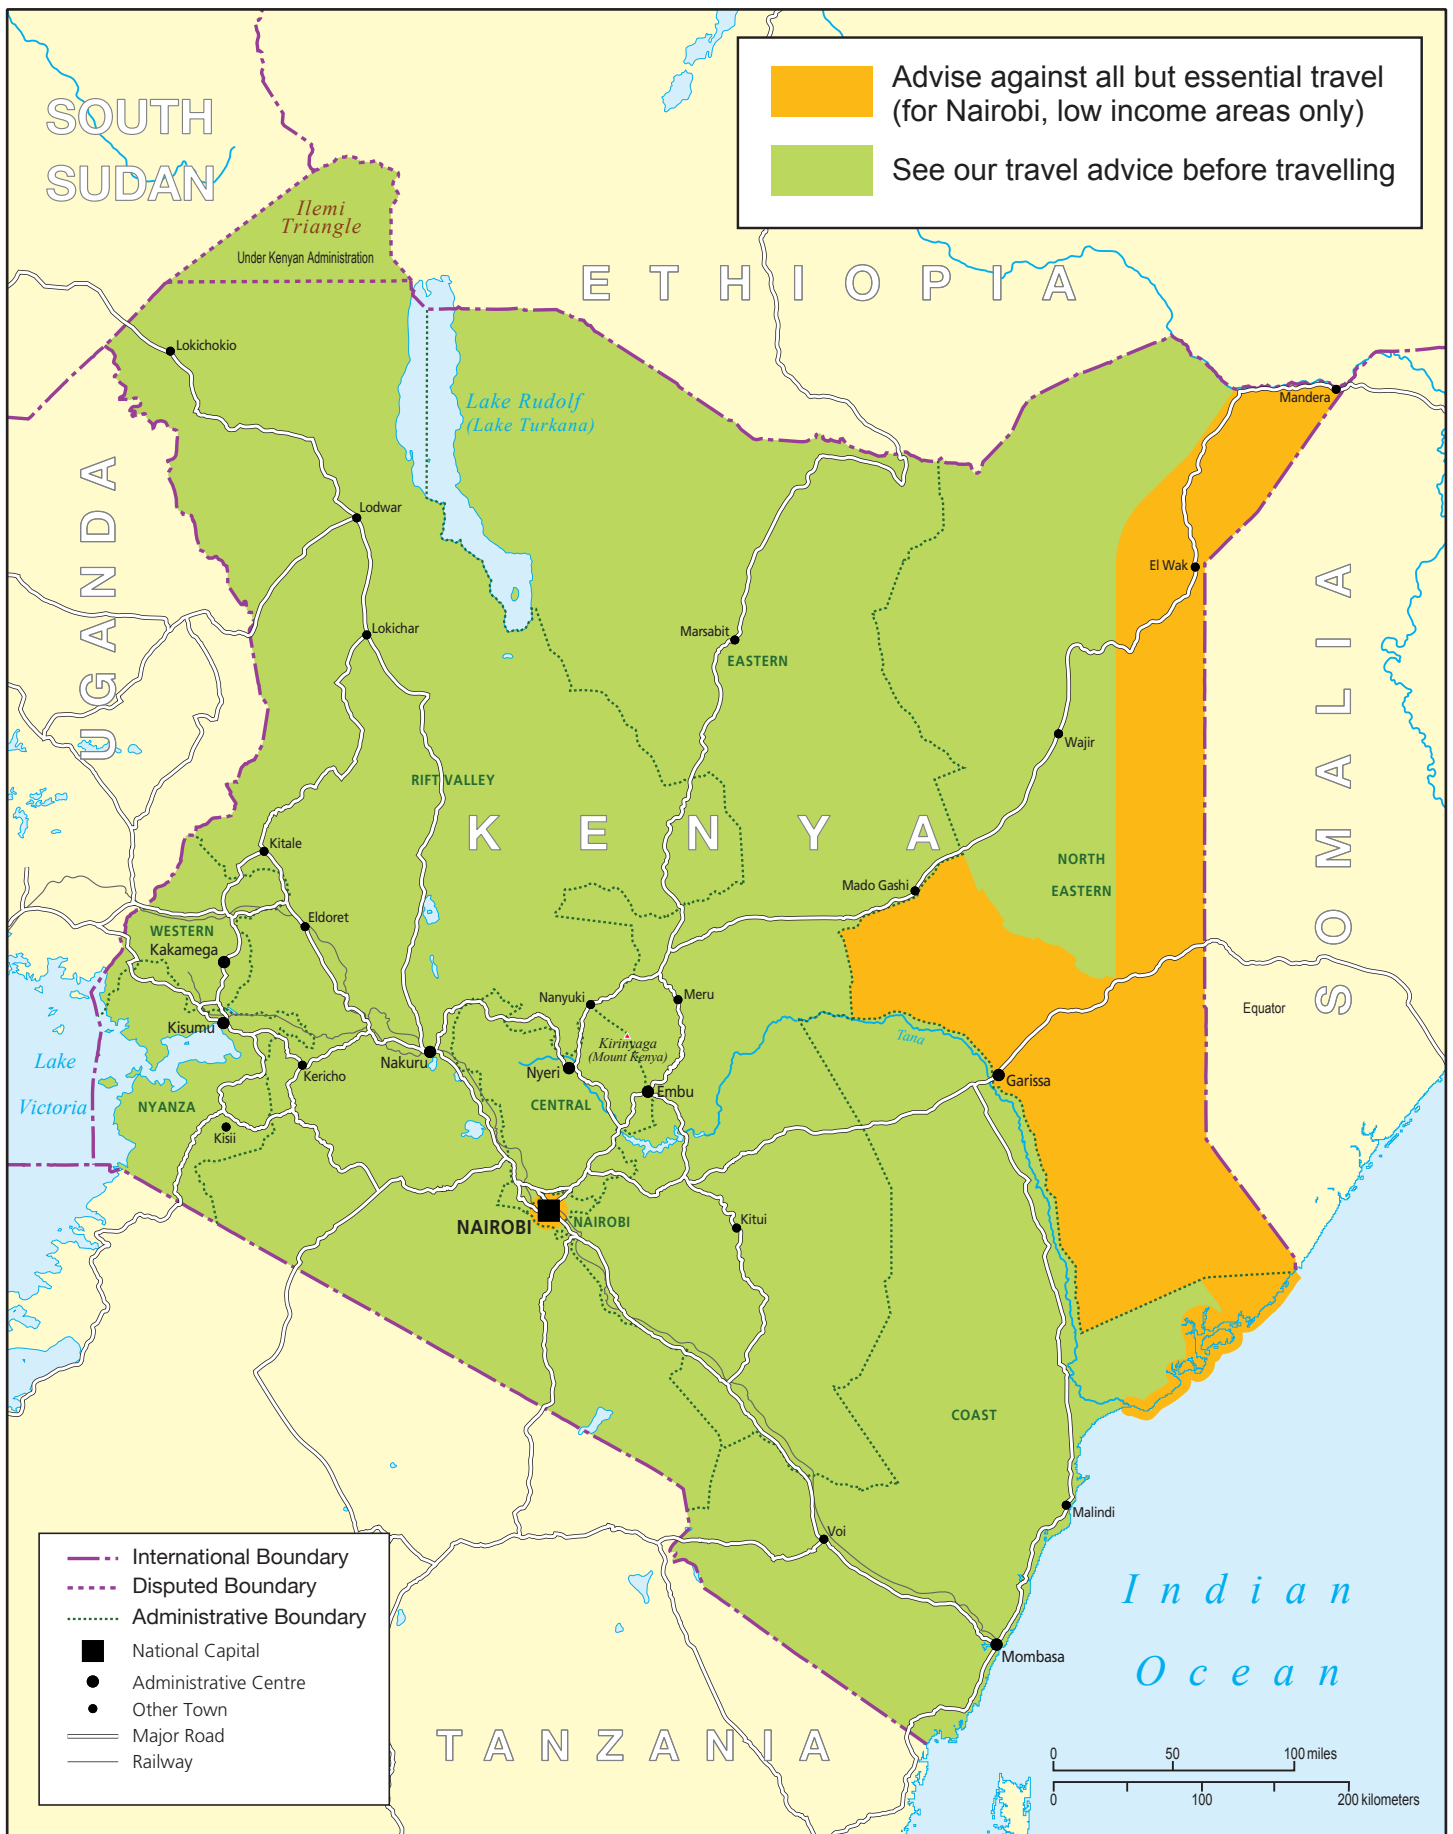 Advise against all but essential travel
(for Nairobi, low income areas only)
See our travel advice before travelling
SOUTH
SUDAN
Ilemi
Triangle
Under Kenyan Administration
ETHIOPIA
Lokichokio
Mandera
Lake Rudolf
(Lake Turkana)
UGANDA
Lodwar
El Wak
SOMALIA
Lokichar
Marsabit
EASTERN
Wajir
RIFT VALLEY
KENYA
Kitale
NORTH
EASTERN
Mado Gashi
Eldoret
WESTERN
Kakamega
Nanyuki
Meru
Equator
Kisumu
Tana
Kirinyaga
(Mount Kenya)
Lake
Victoria
Nakuru
Kericho
Nyeri
Garissa
Embu
NYANZA
CENTRAL
Kisii
NAIROBI
NAIROBI
Kitui
COAST
Malindi
Voi
Indian
Ocean
Mombasa
TANZANIA
International Boundary
Disputed Boundary
Administrative Boundary
National Capital
Administrative Centre
Other Town
Major Road
Railway
0 50 100 miles
0 100 200 kilometers